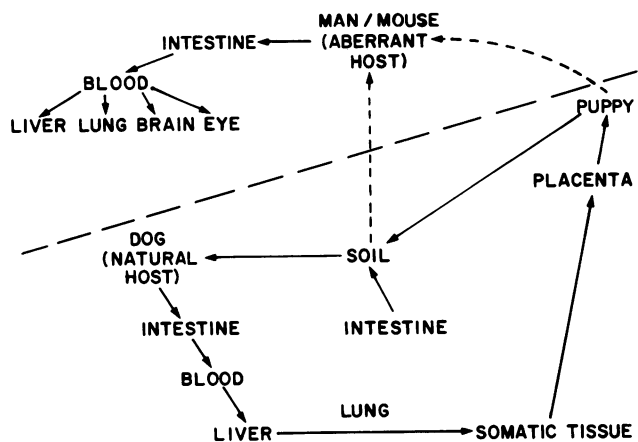 MAN / MOUSE
(ABERRANT
HOST)
INTESTINE
BLOOD
LIVER LUNG BRAIN EYE
PUPPY
PLACENTA
DOG
(NATURAL
HOST)
SOIL
INTESTINE
INTESTINE
BLOOD
LUNG
LIVER
SOMATIC TISSUE